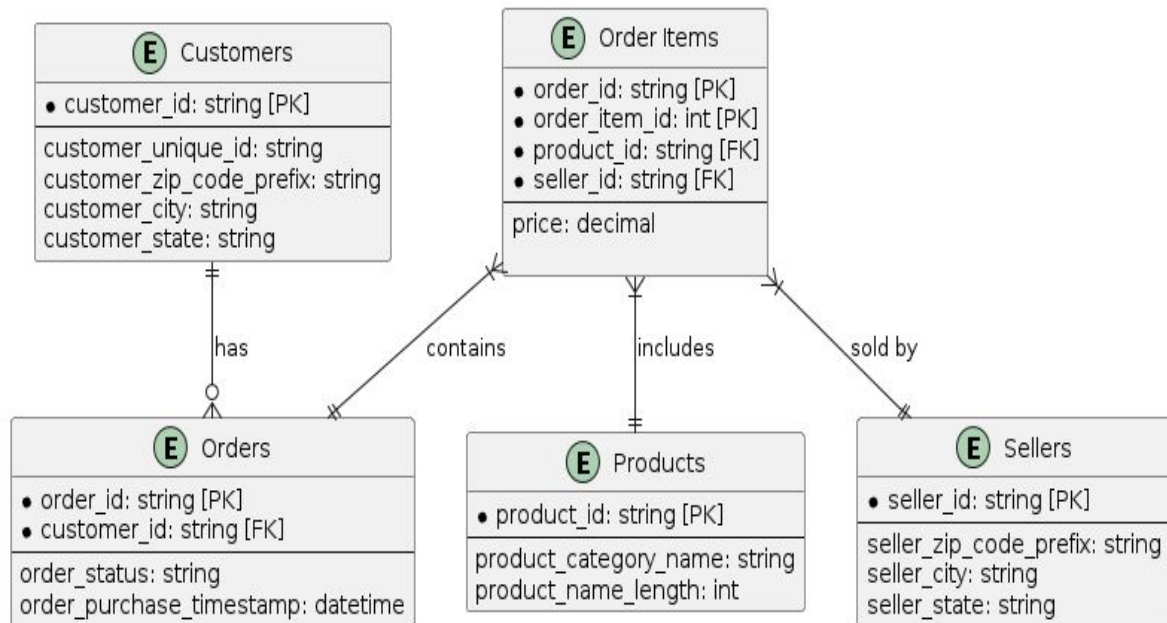 E Customers
customer_id: string [PK]
customer_unique_id: string
customer_zip_code_prefix: string
customer_city: string
customer_state: string
E Order Items
order_id: string [PK]
order_item_id: int [PK]
product_id: string [FK]
seller_id: string [FK]
price: decimal
has
contains
includes
sold by
E Orders
order_id: string [PK]
customer_id: string [FK]
order_status: string
order_purchase_timestamp: datetime
E Products
product_id: string [PK]
product_category_name: string
product_name_length: int
E Sellers
seller_id: string [PK]
seller_zip_code_prefix: string
seller_city: string
seller_state: string